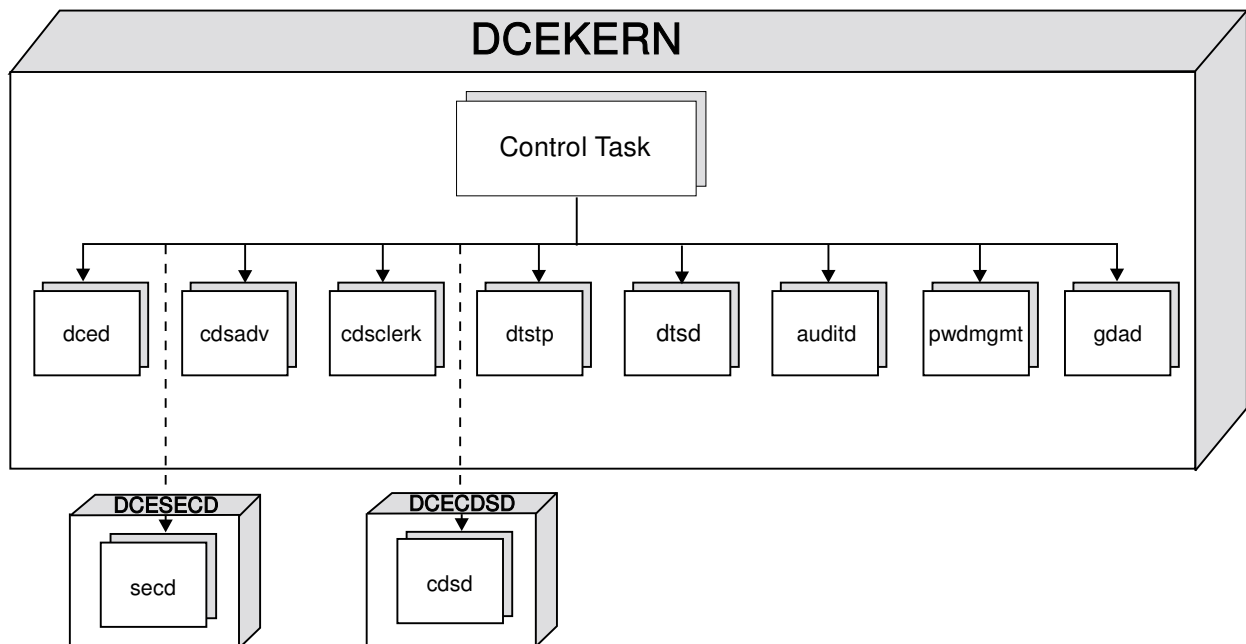 DCEKERN
Control Task
dced
cdsadv
cdsclerk
dtstp
dtsd
auditd
pwdmgmt
gdad
DCESECD
DCECDSD
secd
cdsd